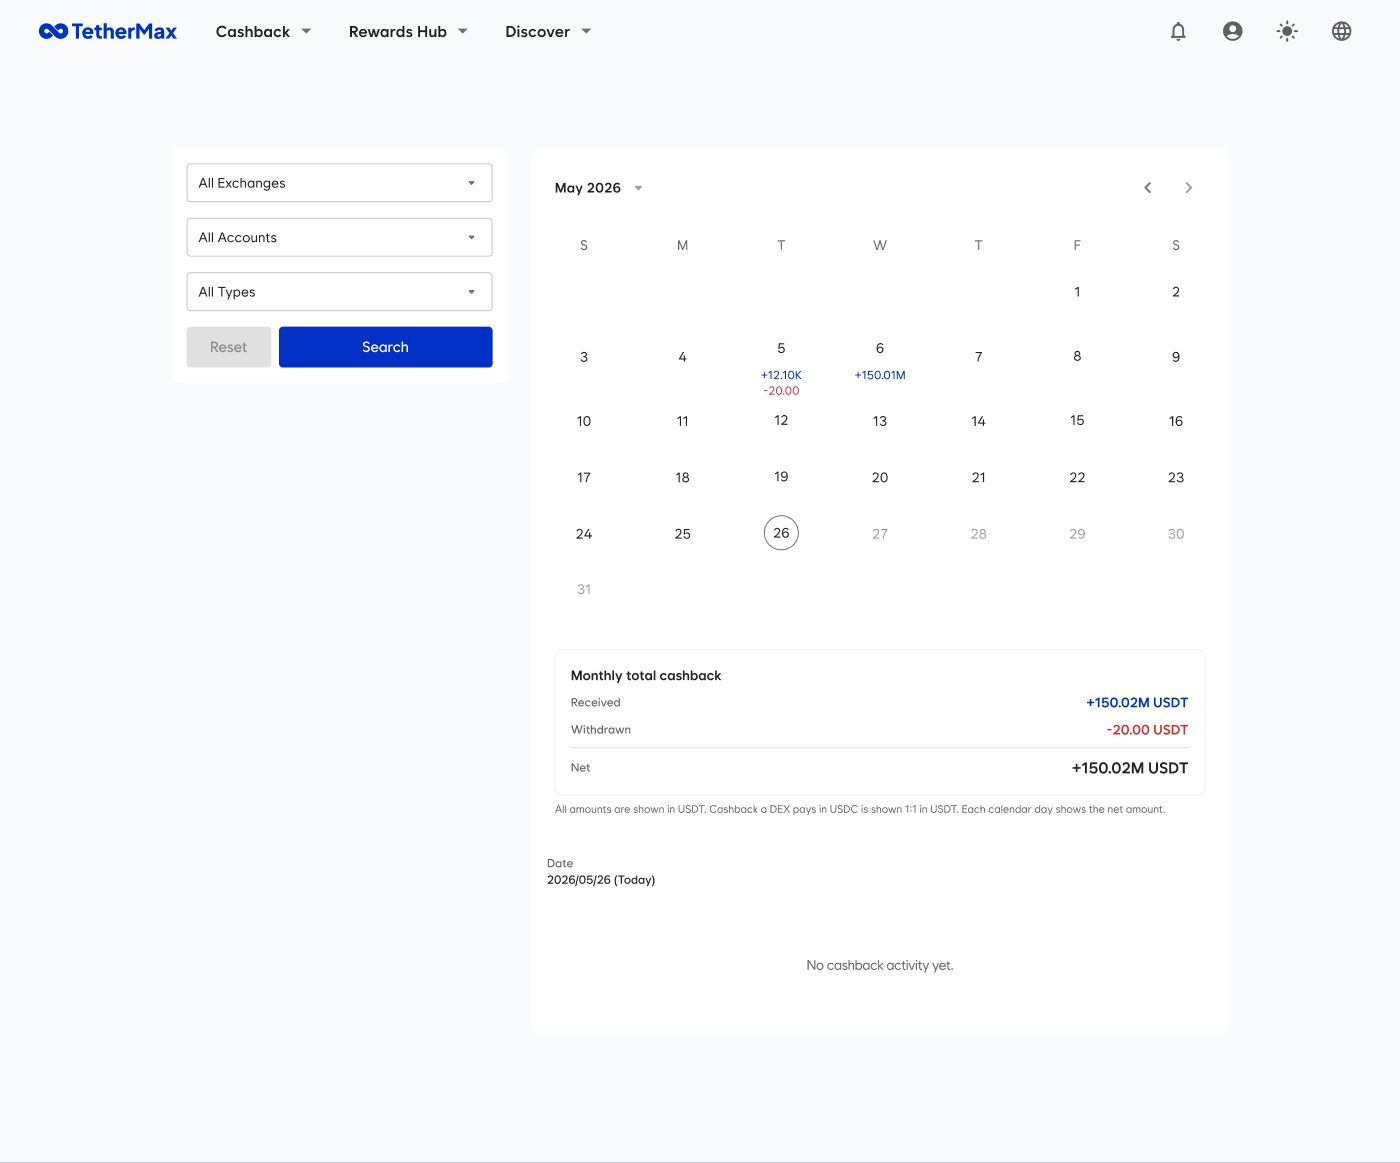 TetherMax Cashback Rewards Hub Discover
All Exchanges
All Accounts
All Types
Reset Search
May 2026
S M T W T F S
1 2
3 4 5 6 7 8 9
+12.10K +150.01M
-20.00
10 11 12 13 14 15 16
17 18 19 20 21 22 23
24 25 26 27 28 29 30
31
Monthly total cashback
Received +150.02M USDT
Withdrawn -20.00 USDT
Net +150.02M USDT
All amounts are shown in USDT. Cashback a DEX pays in USDC is shown 1:1 in USDT. Each calendar day shows the net amount.
Date
2026/05/26 (Today)
No cashback activity yet.